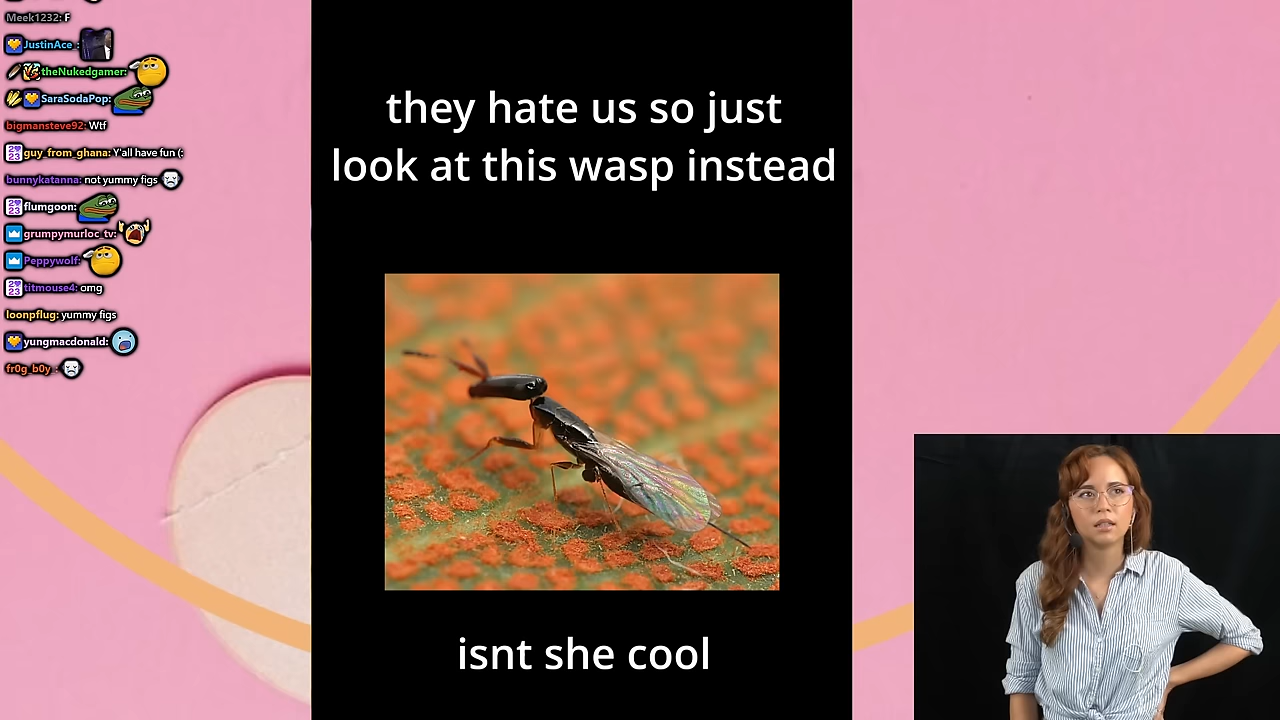 Meek1232: F
JustinAce :
theNukedgamer:
SaraSodaPop:
bigmansteve92: Wtf
guy_from_ghana: Y'all have fun (:
bunnykatanna: not yummy figs
flumgoon:
grumpymurloc_tv:
Peppywolf:
titmouse4: omg
loonpflug: yummy figs
yungmacdonald:
fr0g_b0y :
they hate us so just
look at this wasp instead
isnt she cool